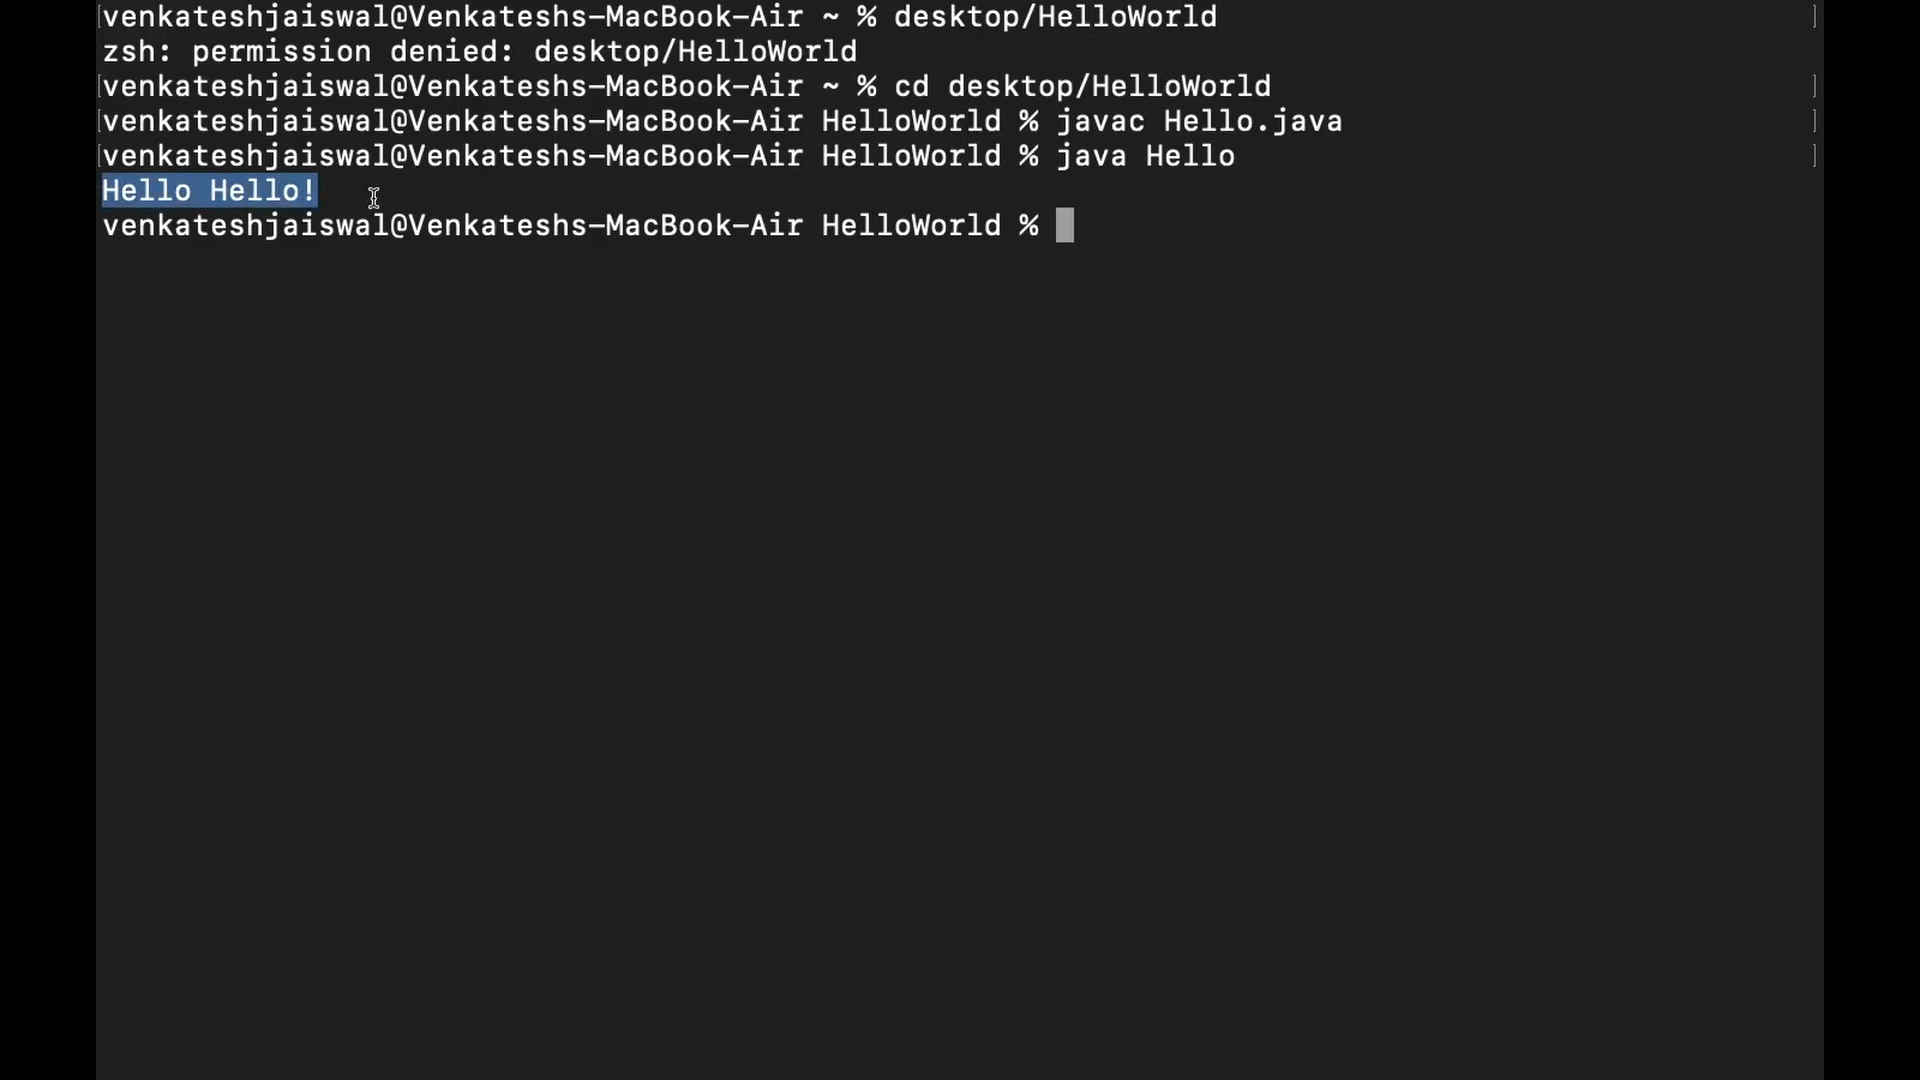 venkateshjaiswal@Venkateshs-MacBook-Air ~ % desktop/HelloWorld
zsh: permission denied: desktop/HelloWorld
venkateshjaiswal@Venkateshs-MacBook-Air ~ % cd desktop/HelloWorld
venkateshjaiswal@Venkateshs-MacBook-Air HelloWorld % javac Hello.java
venkateshjaiswal@Venkateshs-MacBook-Air HelloWorld % java Hello
Hello Hello!
venkateshjaiswal@Venkateshs-MacBook-Air HelloWorld %